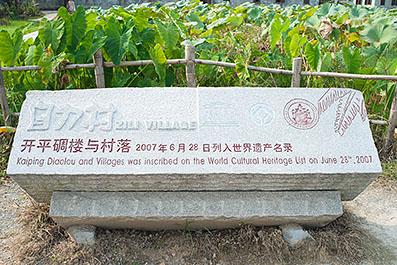 自力村 ZILI VILLAGE
开平碉楼与村落 2007年6月28日列入世界遗产名录
Kaiping Diaolou and Villages was inscribed on the World Cultural Heritage List on June 28th, 2007.